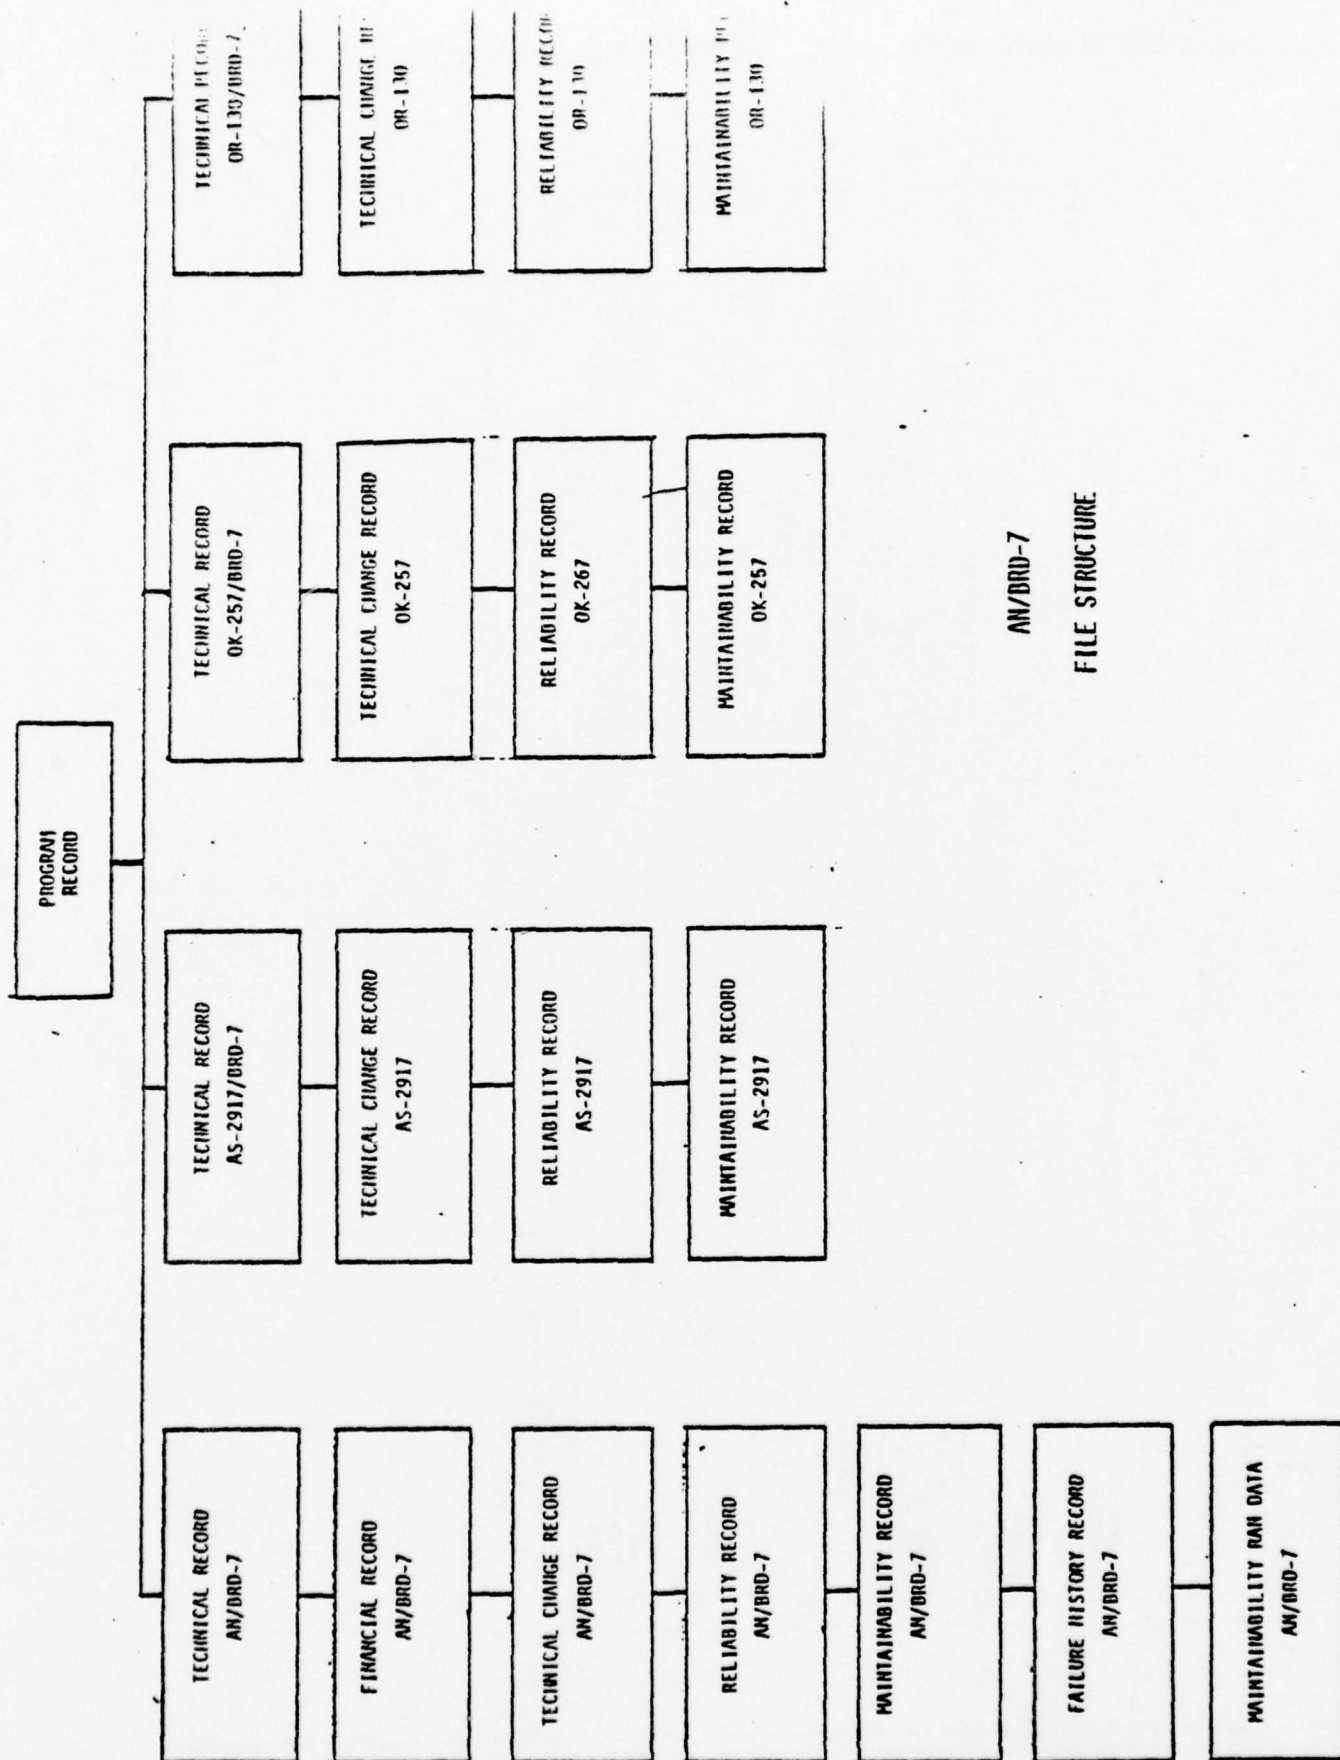 PROGRAM
RECORD
TECHNICAL RECORD
AN/BRD-7
FINANCIAL RECORD
AN/BRD-7
TECHNICAL CHANGE RECORD
AN/BRD-7
RELIABILITY RECORD
AN/BRD-7
MAINTAINABILITY RECORD
AN/BRD-7
FAILURE HISTORY RECORD
AN/BRD-7
MAINTAINABILITY RAN DATA
AN/BRD-7
TECHNICAL RECORD
AS-2917/BRD-7
TECHNICAL CHANGE RECORD
AS-2917
RELIABILITY RECORD
AS-2917
MAINTAINABILITY RECORD
AS-2917
TECHNICAL RECORD
OK-257/BRD-7
TECHNICAL CHANGE RECORD
OK-257
RELIABILITY RECORD
OK-267
MAINTAINABILITY RECORD
OK-257
TECHNICAL
OR-130/BRD-7
TECHNICAL CHANGE
OR-130
RELIABILITY
OR-130
MAINTAINABILITY
OR-130
AN/BRD-7
FILE STRUCTURE